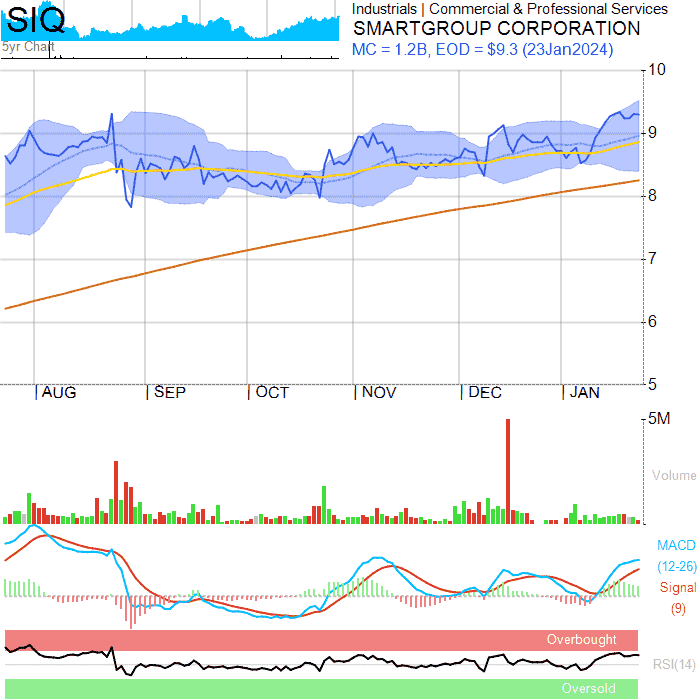 SIQ
5yr Chart
Industrials | Commercial & Professional Services
SMARTGROUP CORPORATION
MC = 1.2B, EOD = $9.3 (23Jan2024)
10
9
8
7
6
5
|AUG |SEP |OCT |NOV |DEC |JAN
5M
Volume
MACD
(12-26)
Signal
(9)
Overbought
RSI(14)
Oversold